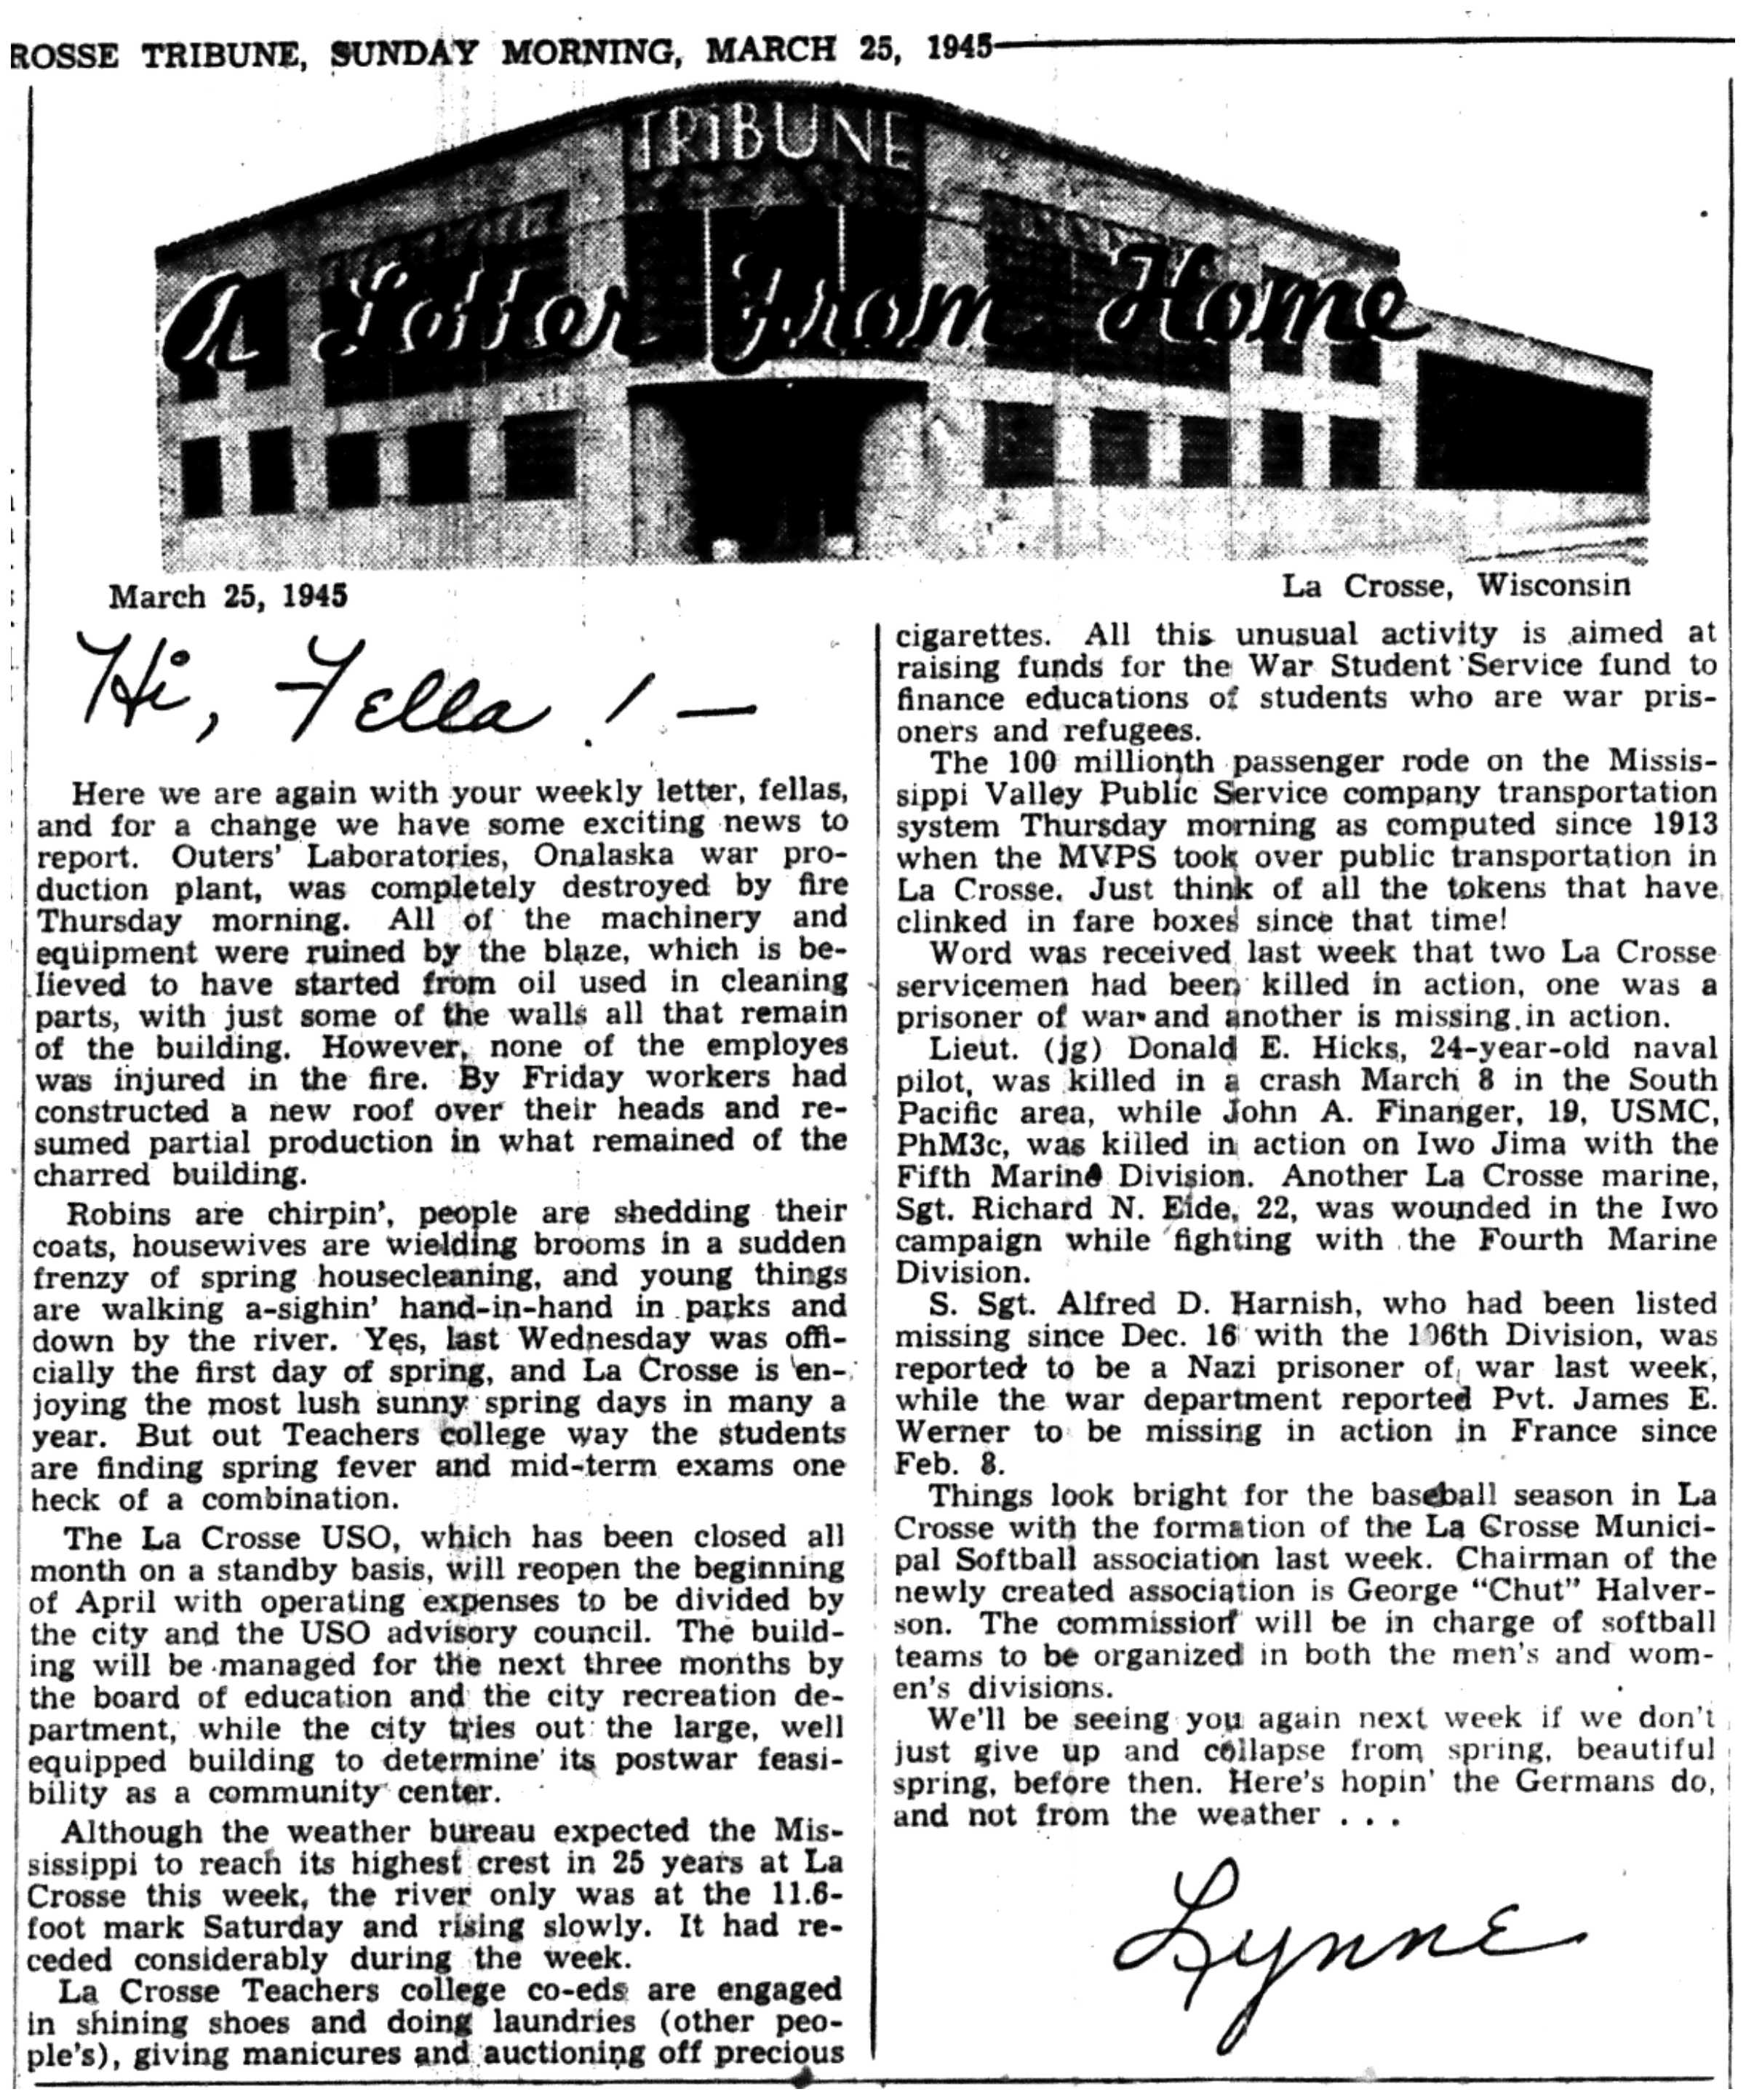 ROSSE TRIBUNE, SUNDAY MORNING, MARCH 25, 1945
TRIBUNE
A Letter From Home
March 25, 1945
La Crosse, Wisconsin
Hi, Fella! —
Here we are again with your weekly letter, fellas,
and for a change we have some exciting news to
report. Outers' Laboratories, Onalaska war pro-
duction plant, was completely destroyed by fire
Thursday morning. All of the machinery and
equipment were ruined by the blaze, which is be-
lieved to have started from oil used in cleaning
parts, with just some of the walls all that remain
of the building. However, none of the employes
was injured in the fire. By Friday workers had
constructed a new roof over their heads and re-
sumed partial production in what remained of the
charred building.
Robins are chirpin', people are shedding their
coats, housewives are wielding brooms in a sudden
frenzy of spring housecleaning, and young things
are walking a-sighin' hand-in-hand in parks and
down by the river. Yes, last Wednesday was offi-
cially the first day of spring, and La Crosse is en-
joying the most lush sunny spring days in many a
year. But out Teachers college way the students
are finding spring fever and mid-term exams one
heck of a combination.
The La Crosse USO, which has been closed all
month on a standby basis, will reopen the beginning
of April with operating expenses to be divided by
the city and the USO advisory council. The build-
ing will be managed for the next three months by
the board of education and the city recreation de-
partment, while the city tries out the large, well
equipped building to determine its postwar feasi-
bility as a community center.
Although the weather bureau expected the Mis-
sissippi to reach its highest crest in 25 years at La
Crosse this week, the river only was at the 11.6-
foot mark Saturday and rising slowly. It had re-
ceded considerably during the week.
La Crosse Teachers college co-eds are engaged
in shining shoes and doing laundries (other peo-
ple's), giving manicures and auctioning off precious
cigarettes. All this unusual activity is aimed at
raising funds for the War Student Service fund to
finance educations of students who are war pris-
oners and refugees.
The 100 millionth passenger rode on the Missis-
sippi Valley Public Service company transportation
system Thursday morning as computed since 1913
when the MVPS took over public transportation in
La Crosse. Just think of all the tokens that have
clinked in fare boxes since that time!
Word was received last week that two La Crosse
servicemen had been killed in action, one was a
prisoner of war and another is missing in action.
Lieut. (jg) Donald E. Hicks, 24-year-old naval
pilot, was killed in a crash March 8 in the South
Pacific area, while John A. Finanger, 19, USMC,
PhM3c, was killed in action on Iwo Jima with the
Fifth Marine Division. Another La Crosse marine,
Sgt. Richard N. Eide, 22, was wounded in the Iwo
campaign while fighting with the Fourth Marine
Division.
S. Sgt. Alfred D. Harnish, who had been listed
missing since Dec. 16 with the 106th Division, was
reported to be a Nazi prisoner of war last week,
while the war department reported Pvt. James E.
Werner to be missing in action in France since
Feb. 8.
Things look bright for the baseball season in La
Crosse with the formation of the La Crosse Munici-
pal Softball association last week. Chairman of the
newly created association is George "Chut" Halver-
son. The commission will be in charge of softball
teams to be organized in both the men's and wom-
en's divisions.
We'll be seeing you again next week if we don't
just give up and collapse from spring, beautiful
spring, before then. Here's hopin' the Germans do,
and not from the weather . . .
Lynne